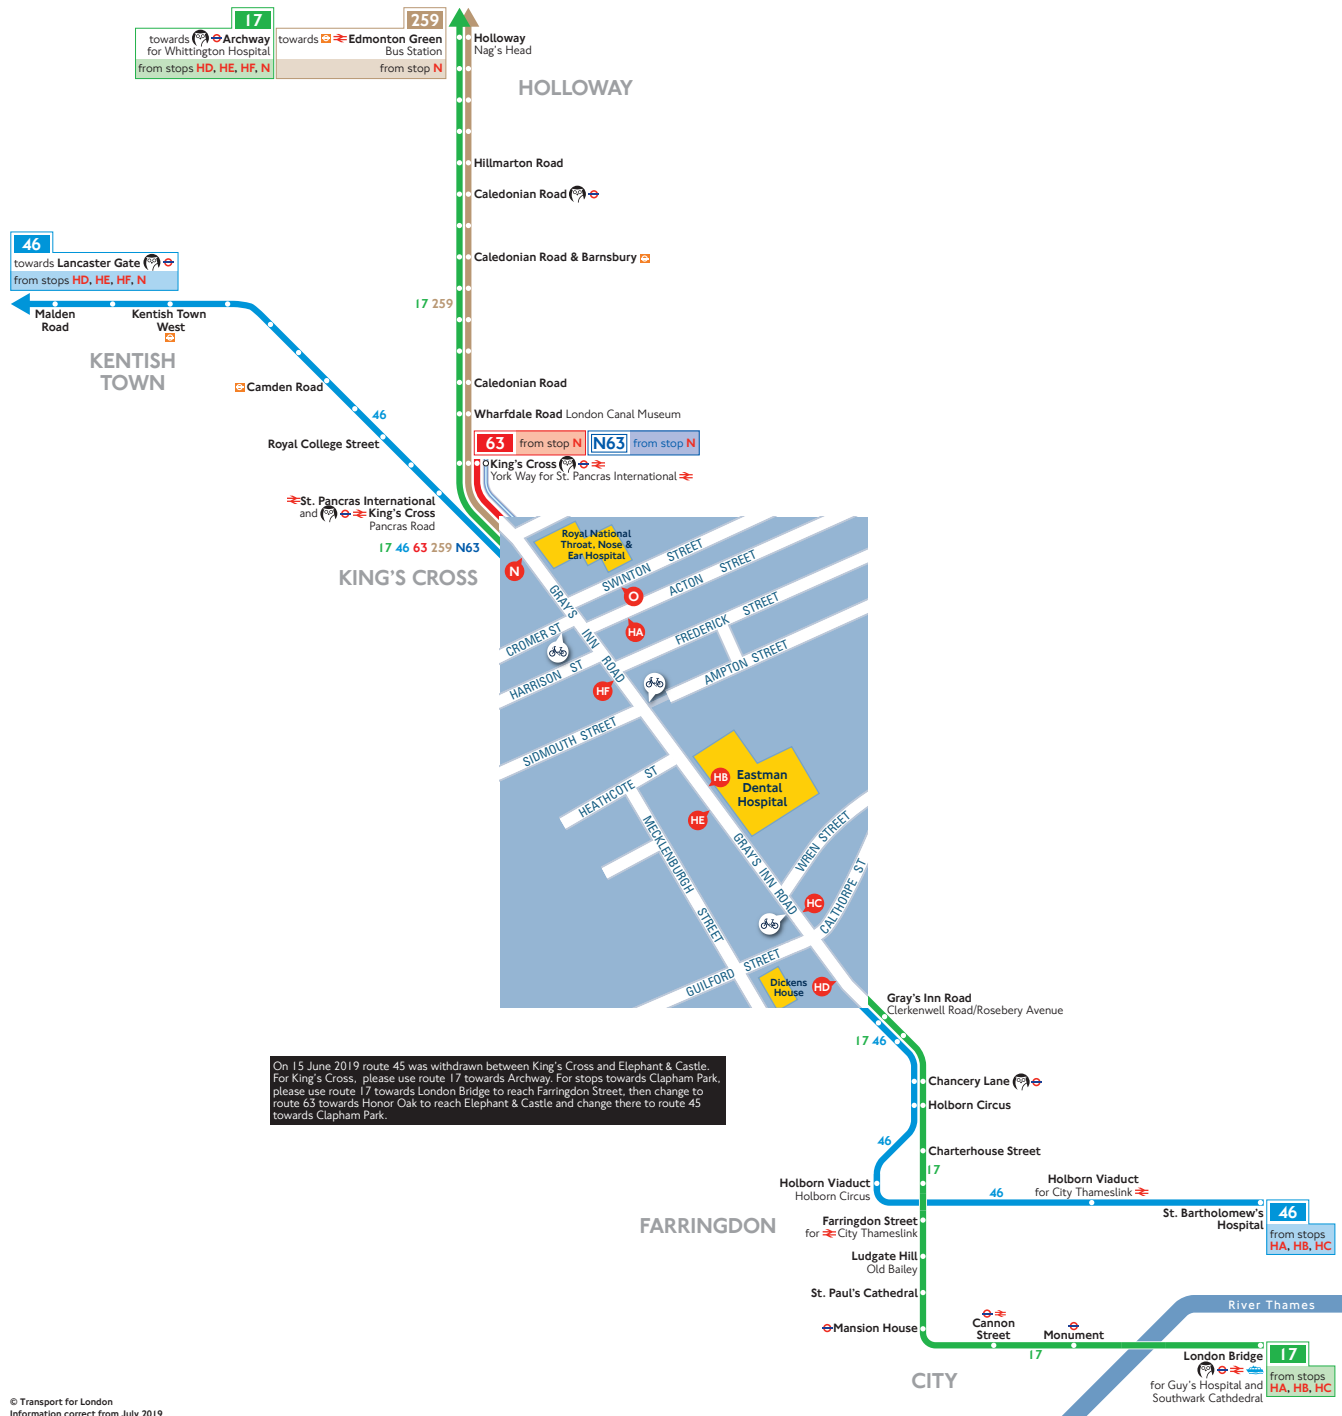 17
259
towards Archway
for Whittington Hospital
from stops HD, HE, HF, N
towards Edmonton Green
Bus Station
from stop N
Holloway
Nag's Head
HOLLOWAY
Hillmarton Road
Caledonian Road
46
towards Lancaster Gate
from stops HD, HE, HF, N
Caledonian Road & Barnsbury
17 259
Malden
Road
Kentish Town
West
KENTISH
TOWN
Camden Road
46
Royal College Street
Caledonian Road
Wharfdale Road London Canal Museum
63 from stop N
N63 from stop N
King's Cross
York Way for St. Pancras International
St. Pancras International
and King's Cross
Pancras Road
17 46 63 259 N63
KING'S CROSS
Royal National
Throat, Nose &
Ear Hospital
N
SWINTON STREET
O
ACTON STREET
HA
GRAY'S INN ROAD
CROMER ST
FREDERICK STREET
HARRISON ST
AMPTON STREET
HF
SIDMOUTH STREET
HEATHCOTE ST
HB
Eastman
Dental
Hospital
HE
MECKLENBURGH STREET
GRAY'S INN ROAD
WREN STREET
HC
CALTHORPE ST
GUILFORD STREET
Dickens
House
HD
Gray's Inn Road
Clerkenwell Road/Rosebery Avenue
17 46
On 15 June 2019 route 45 was withdrawn between King's Cross and Elephant & Castle.
For King's Cross, please use route 17 towards Archway. For stops towards Clapham Park,
please use route 17 towards London Bridge to reach Farringdon Street, then change to
route 63 towards Honor Oak to reach Elephant & Castle and change there to route 45
towards Clapham Park.
Chancery Lane
Holborn Circus
46
Charterhouse Street
17
Holborn Viaduct
Holborn Circus
46
Holborn Viaduct
for City Thameslink
St. Bartholomew's
Hospital
46
from stops
HA, HB, HC
FARRINGDON
Farringdon Street
for City Thameslink
Ludgate Hill
Old Bailey
St. Paul's Cathedral
River Thames
Mansion House
Cannon
Street
Monument
17
London Bridge
for Guy's Hospital and
Southwark Cathdedral
17
from stops
HA, HB, HC
CITY
© Transport for London
Information correct from July 2019